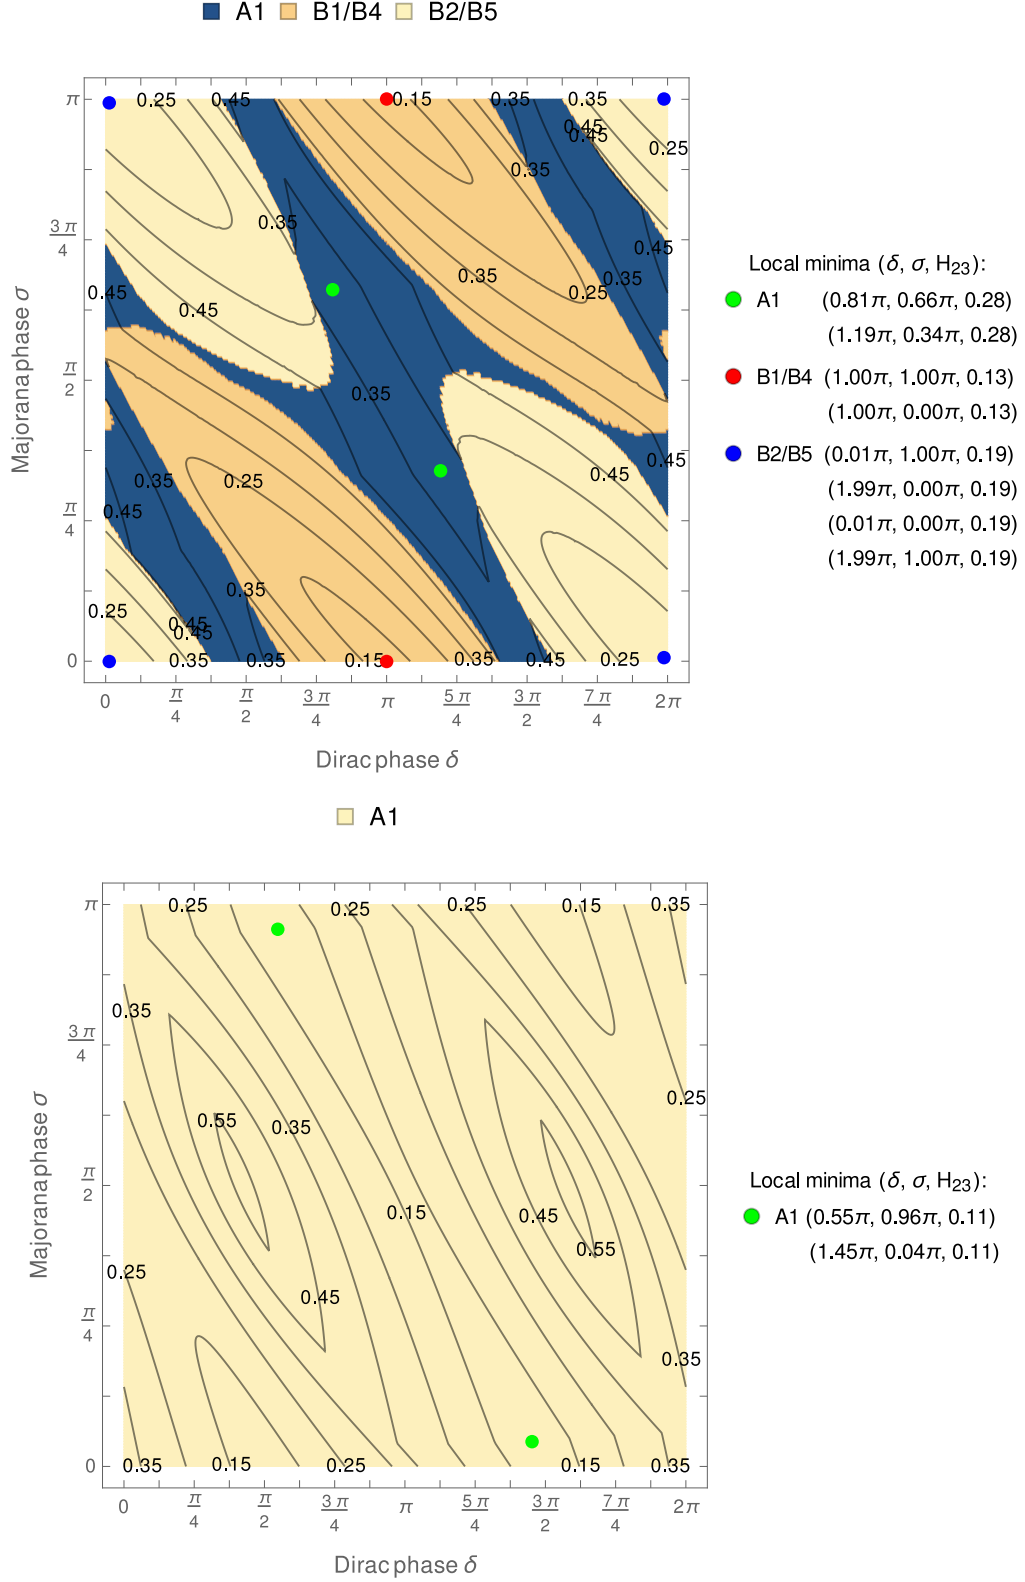 A1 B1/B4 B2/B5
π 0.25 0.45 0.15 0.35 0.35
0.45
0.45
0.25
0.35
3π/4 0.35
0.45
0.35
0.35
0.45 0.25
0.45
π/2
0.35
0.45
0.45
0.35 0.25
0.45
π/4
0.35
0.25
0.45
0.45
0 0.35 0.35 0.15 0.35 0.45 0.25
0 π/4 π/2 3π/4 π 5π/4 3π/2 7π/4 2π
Dirac phase δ
Majorana phase σ
Local minima (δ, σ, H₂₃):
A1 (0.81π, 0.66π, 0.28)
(1.19π, 0.34π, 0.28)
B1/B4 (1.00π, 1.00π, 0.13)
(1.00π, 0.00π, 0.13)
B2/B5 (0.01π, 1.00π, 0.19)
(1.99π, 0.00π, 0.19)
(0.01π, 0.00π, 0.19)
(1.99π, 1.00π, 0.19)
A1
π 0.25 0.25 0.25 0.15 0.35
0.35
3π/4
0.25
0.55
0.35
π/2
0.15
0.45
0.55
0.25
0.45
π/4
0.35
0 0.35 0.15 0.25 0.15 0.35
0 π/4 π/2 3π/4 π 5π/4 3π/2 7π/4 2π
Dirac phase δ
Majorana phase σ
Local minima (δ, σ, H₂₃):
A1 (0.55π, 0.96π, 0.11)
(1.45π, 0.04π, 0.11)